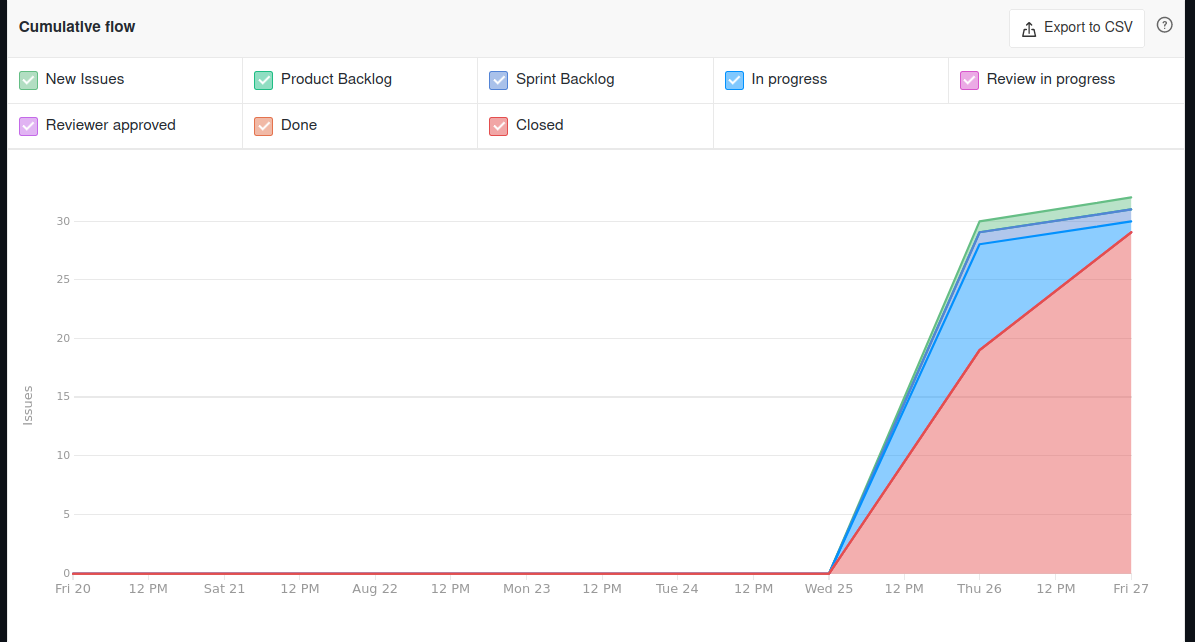 Cumulative flow
Export to CSV
?
New Issues
Product Backlog
Sprint Backlog
In progress
Review in progress
Reviewer approved
Done
Closed
30
25
20
15
10
5
0
Issues
Fri 20 12 PM Sat 21 12 PM Aug 22 12 PM Mon 23 12 PM Tue 24 12 PM Wed 25 12 PM Thu 26 12 PM Fri 27